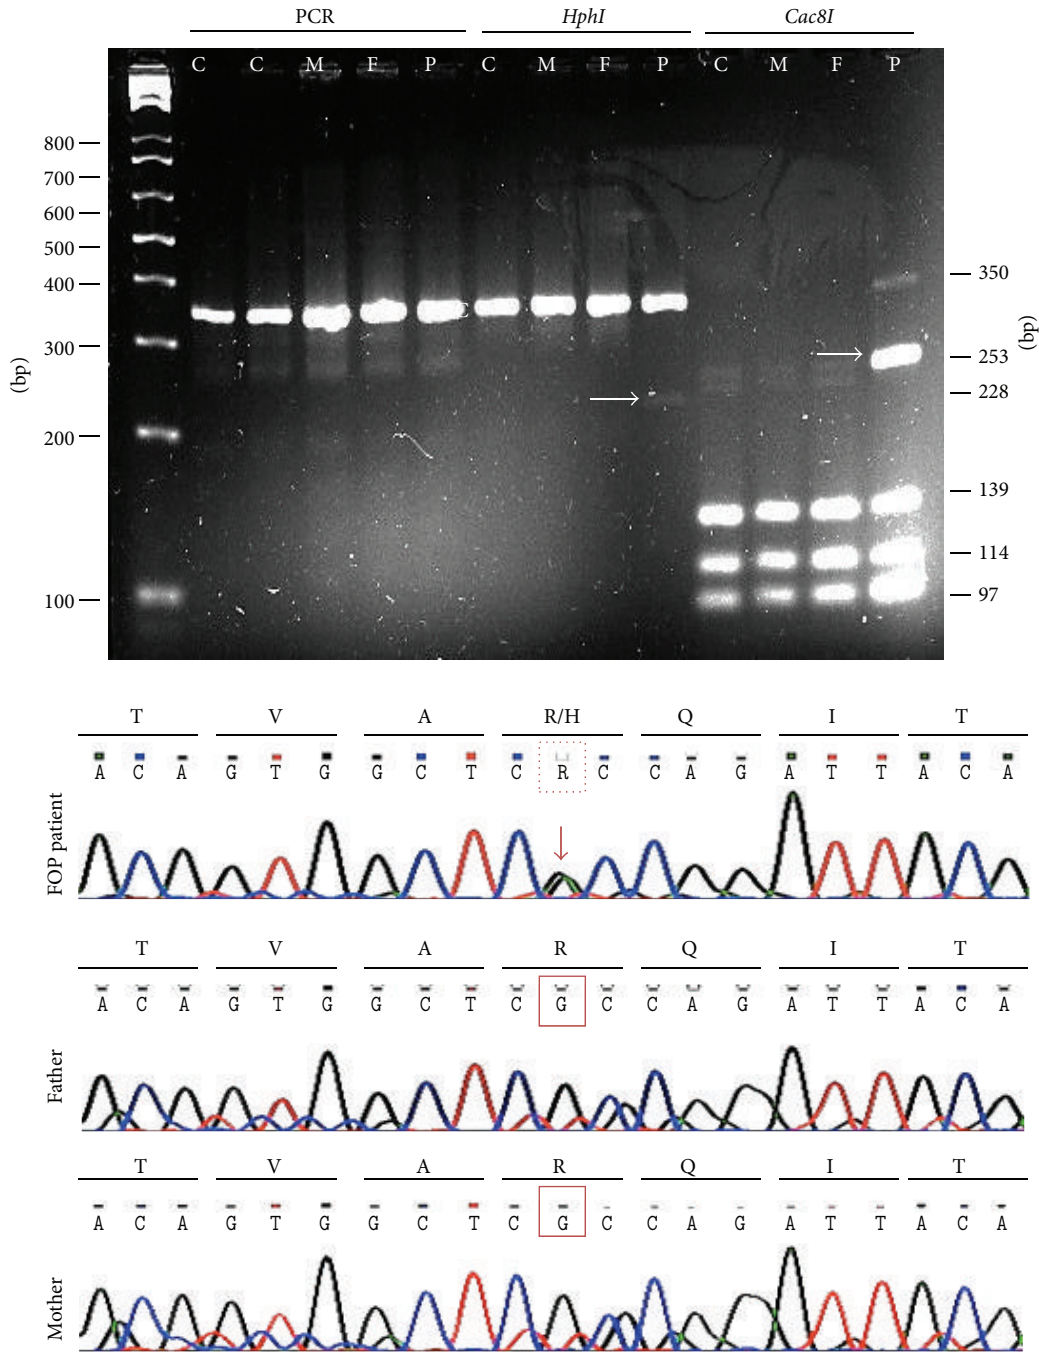 PCR HphI Cac8I
C C M F P C M F P C M F P
800
700
600
500
400
300
200
100
(bp)
C
350
253
228
139
114
97
(bp)
T V A R/H Q I T
A C A G T G G C T C R C C A G A T T A C A
FOP patient
T V A R Q I T
A C A G T G G C T C G C C A G A T T A C A
Father
T V A R Q I T
A C A G T G G C T C G C C A G A T T A C A
Mother